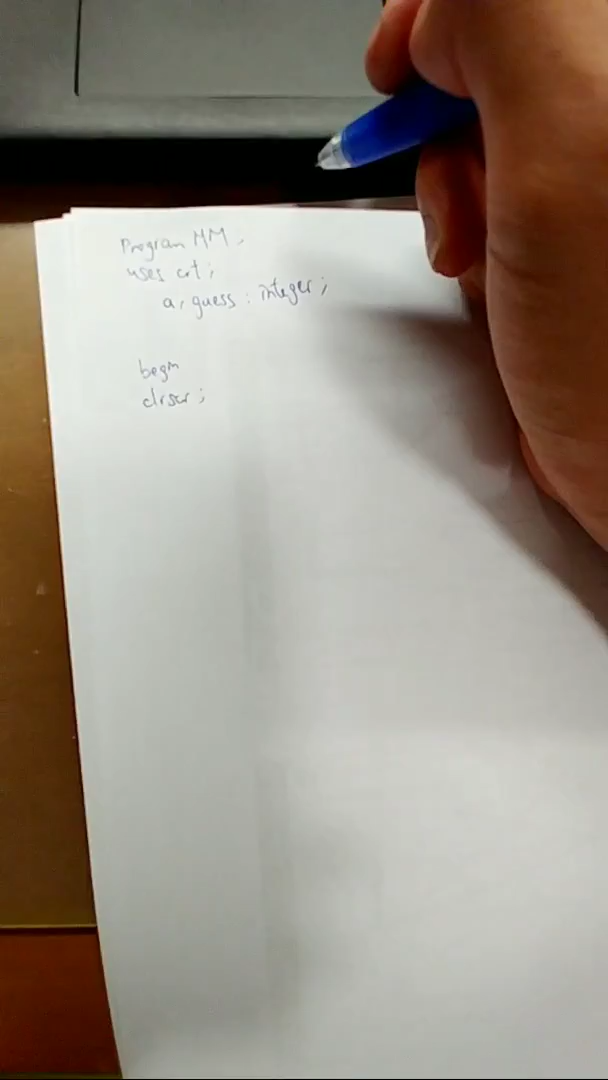 Program MM;
uses crt;
a, guess : integer;
begin
clrscr;